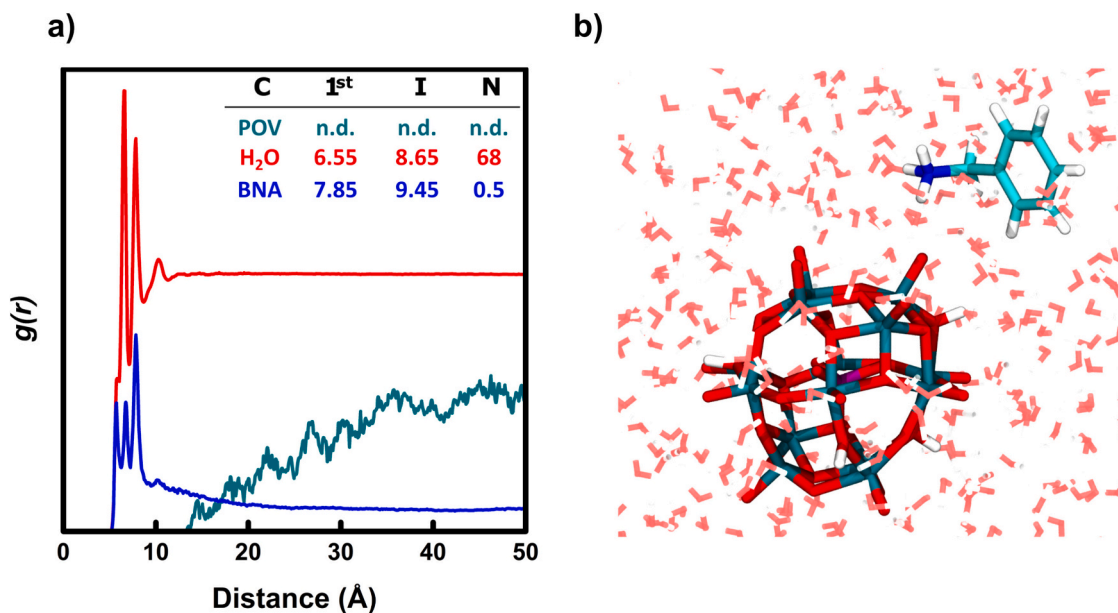 a)
C 1st I N
POV n.d. n.d. n.d.
H2O 6.55 8.65 68
BNA 7.85 9.45 0.5
g(r)
0 10 20 30 40 50
Distance (Å)
b)